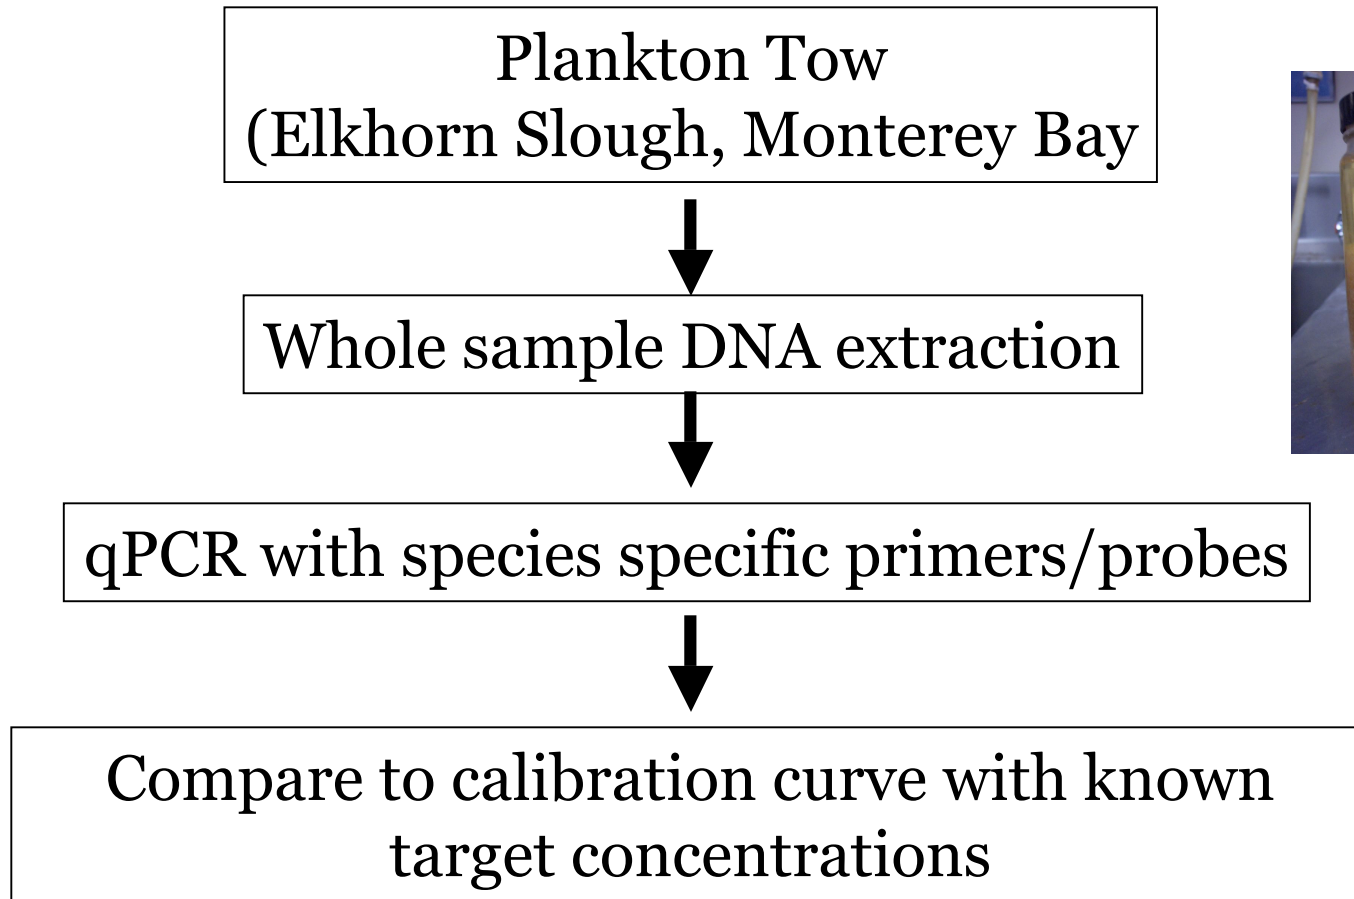 Plankton Tow
(Elkhorn Slough, Monterey Bay
Whole sample DNA extraction
qPCR with species specific primers/probes
Compare to calibration curve with known
target concentrations